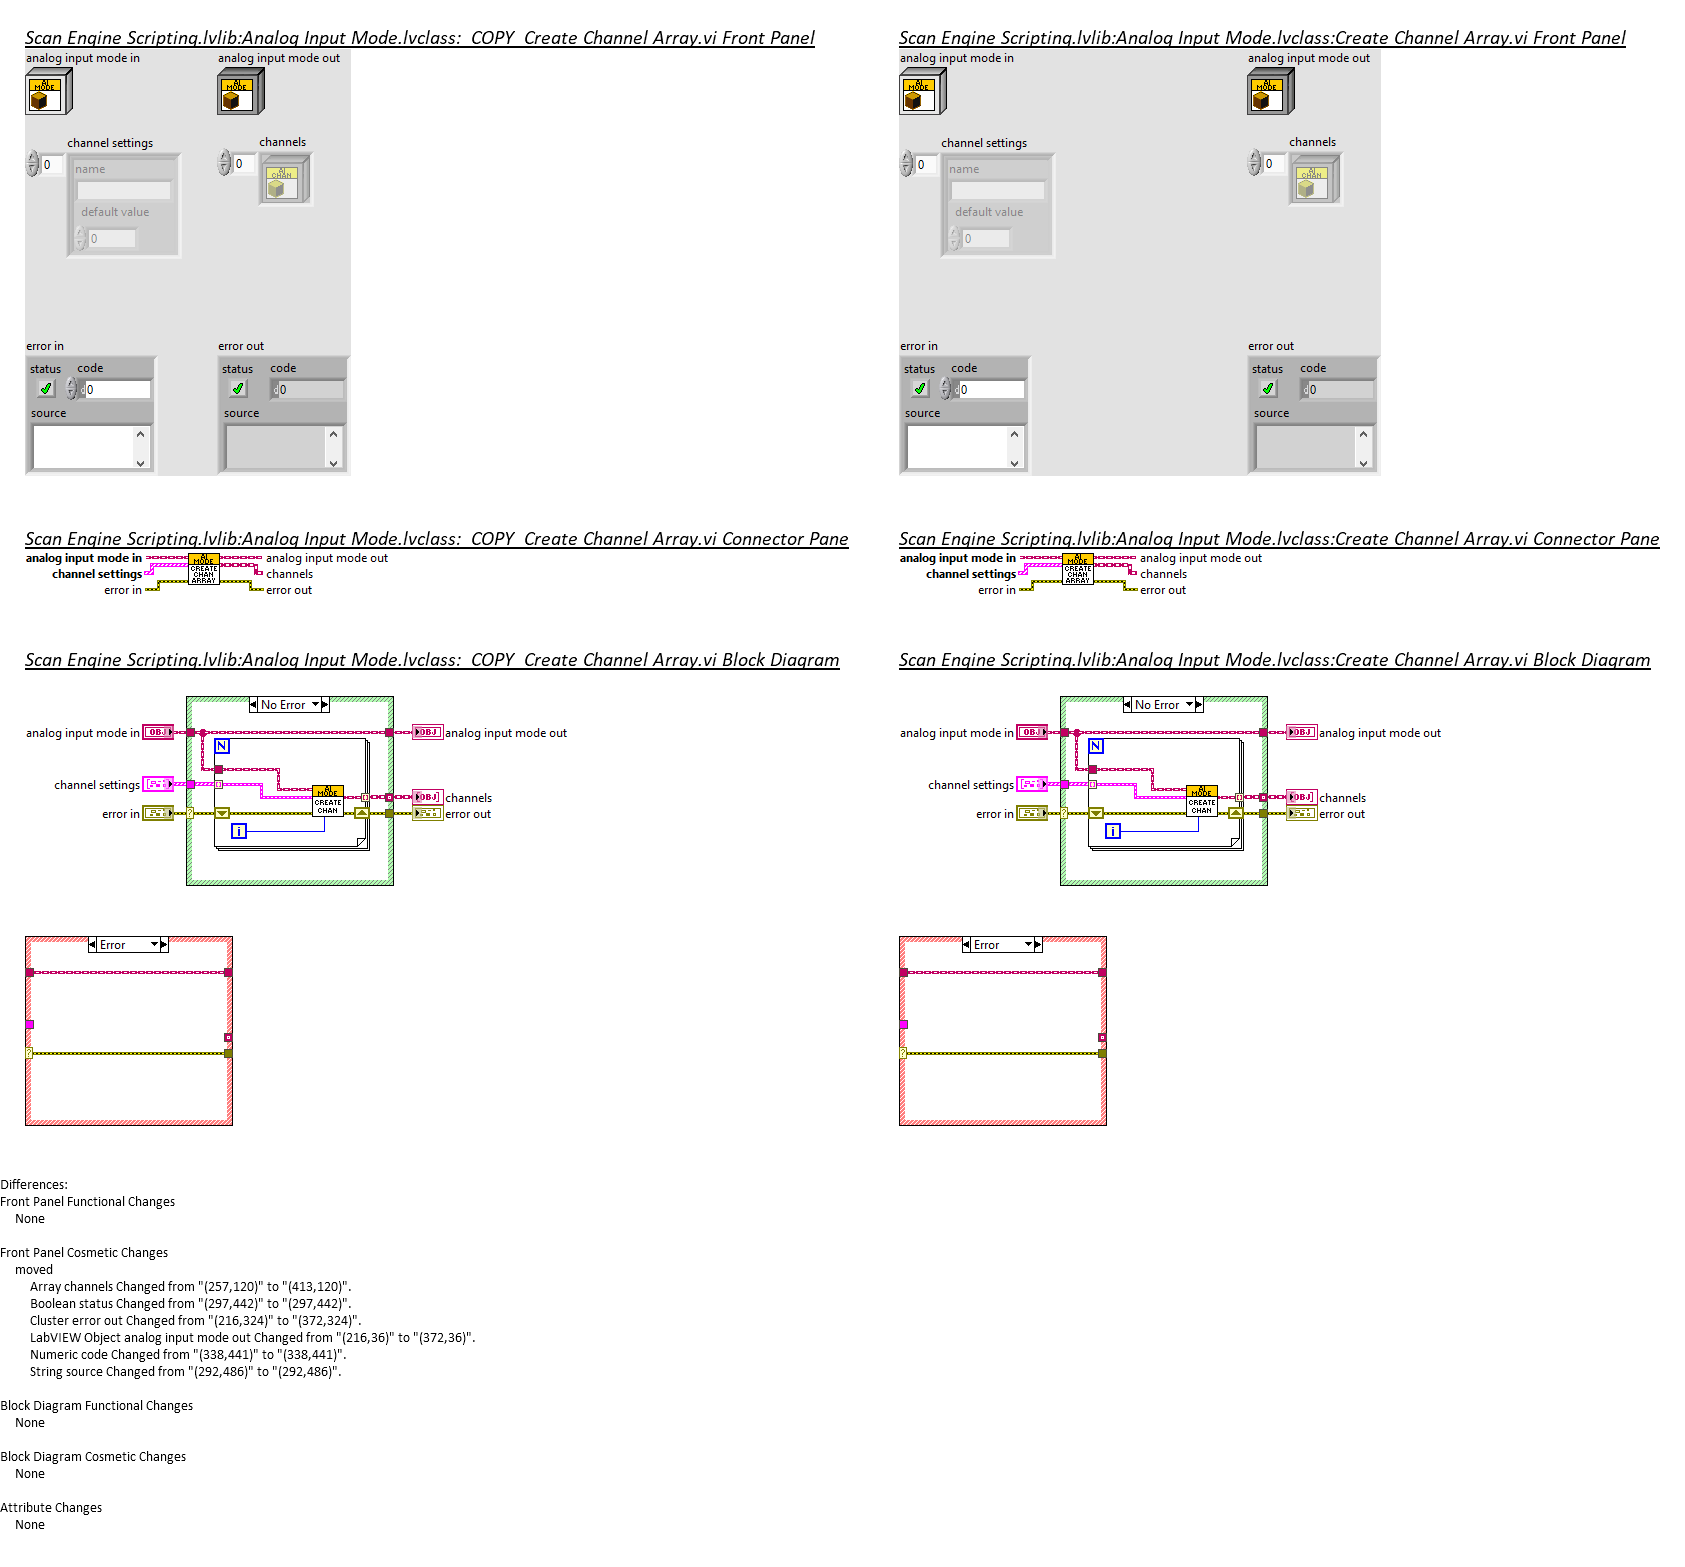 Scan Engine Scripting.lvlib:Analog Input Mode.lvclass:  COPY  Create Channel Array.vi Front Panel
analog input mode in
analog input mode out
AI
MODE
AI
MODE
channel settings
channels
0
name
0
AI
CHAN
default value
0
error in
error out
status
code
status
code
d
0
d
0
source
source
Scan Engine Scripting.lvlib:Analog Input Mode.lvclass:Create Channel Array.vi Front Panel
analog input mode in
analog input mode out
AI
MODE
AI
MODE
channel settings
channels
0
name
0
AI
CHAN
default value
0
error in
error out
status
code
status
code
d
0
d
0
source
source
Scan Engine Scripting.lvlib:Analog Input Mode.lvclass:  COPY  Create Channel Array.vi Connector Pane
analog input mode in
AI
MODE
CREATE
CHAN
ARRAY
analog input mode out
channel settings
channels
error in
error out
Scan Engine Scripting.lvlib:Analog Input Mode.lvclass:Create Channel Array.vi Connector Pane
analog input mode in
AI
MODE
CREATE
CHAN
ARRAY
analog input mode out
channel settings
channels
error in
error out
Scan Engine Scripting.lvlib:Analog Input Mode.lvclass:  COPY  Create Channel Array.vi Block Diagram
No Error
analog input mode in
OBJ
OBJ
analog input mode out
N
channel settings
AI
MODE
CREATE
CHAN
OBJ
channels
error in
?
error out
i
Error
?
Scan Engine Scripting.lvlib:Analog Input Mode.lvclass:Create Channel Array.vi Block Diagram
No Error
analog input mode in
OBJ
OBJ
analog input mode out
N
channel settings
AI
MODE
CREATE
CHAN
OBJ
channels
error in
?
error out
i
Error
?
Differences:
Front Panel Functional Changes
None
Front Panel Cosmetic Changes
moved
Array channels Changed from "(257,120)" to "(413,120)".
Boolean status Changed from "(297,442)" to "(297,442)".
Cluster error out Changed from "(216,324)" to "(372,324)".
LabVIEW Object analog input mode out Changed from "(216,36)" to "(372,36)".
Numeric code Changed from "(338,441)" to "(338,441)".
String source Changed from "(292,486)" to "(292,486)".
Block Diagram Functional Changes
None
Block Diagram Cosmetic Changes
None
Attribute Changes
None